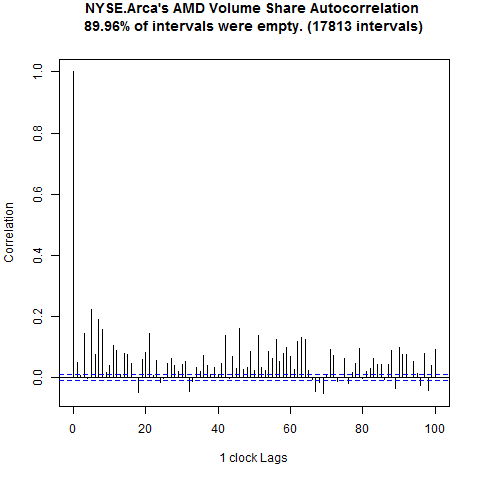 NYSE.Arca's AMD Volume Share Autocorrelation
89.96% of intervals were empty. (17813 intervals)
Correlation
1.0
0.8
0.6
0.4
0.2
0.0
0 20 40 60 80 100
1 clock Lags